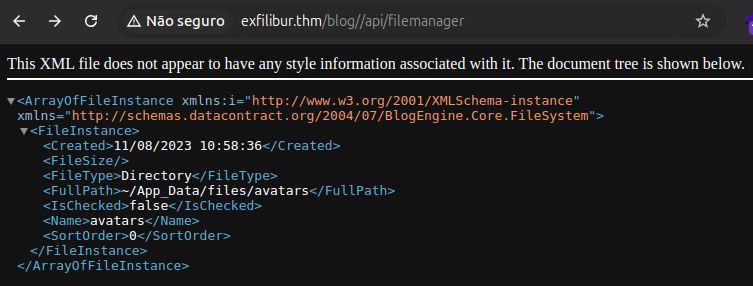 Não seguro
exfilibur.thm/blog//api/filemanager
This XML file does not appear to have any style information associated with it. The document tree is shown below.
<ArrayOfFileInstance xmlns:i="http://www.w3.org/2001/XMLSchema-instance"
xmlns="http://schemas.datacontract.org/2004/07/BlogEngine.Core.FileSystem">
<FileInstance>
<Created>11/08/2023 10:58:36</Created>
<FileSize/>
<FileType>Directory</FileType>
<FullPath>~/App_Data/files/avatars</FullPath>
<IsChecked>false</IsChecked>
<Name>avatars</Name>
<SortOrder>0</SortOrder>
</FileInstance>
</ArrayOfFileInstance>